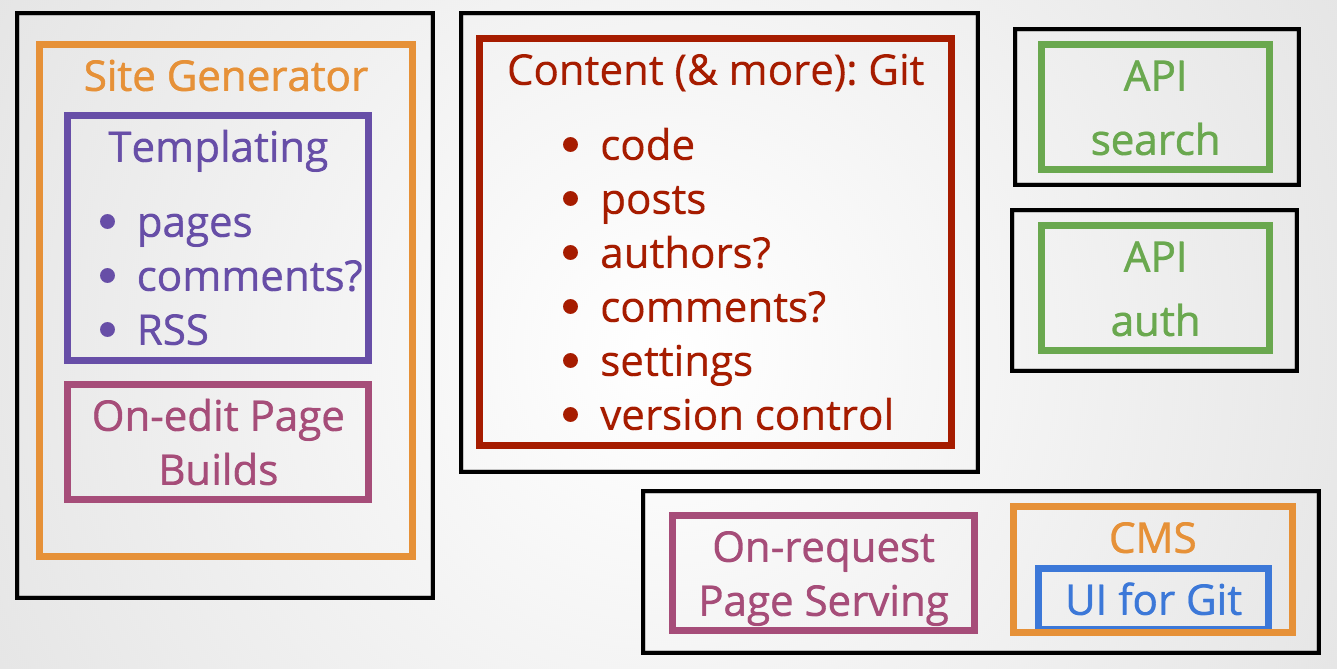 Site Generator
Templating
• pages
• comments?
• RSS
On-edit Page
Builds
Content (& more): Git
• code
• posts
• authors?
• comments?
• settings
• version control
API
search
API
auth
On-request
Page Serving
CMS
UI for Git